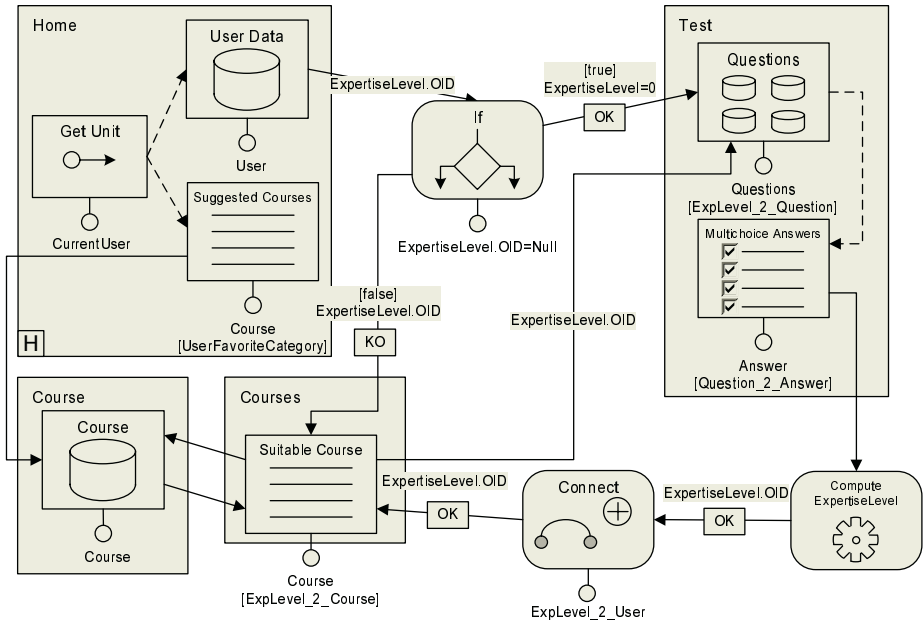 Home
User Data
Get Unit
User
CurrentUser
Suggested Courses
Course
[UserFavoriteCategory]
H
ExpertiseLevel.OID
If
ExpertiseLevel.OID=Null
[true]
ExpertiseLevel=0
OK
[false]
ExpertiseLevel.OID
KO
ExpertiseLevel.OID
Test
Questions
Questions
[ExpLevel_2_Question]
Multichoice Answers
Answer
[Question_2_Answer]
Course
Course
Course
Courses
Suitable Course
Course
[ExpLevel_2_Course]
ExpertiseLevel.OID
OK
Connect
ExpLevel_2_User
ExpertiseLevel.OID
OK
Compute
ExpertiseLevel